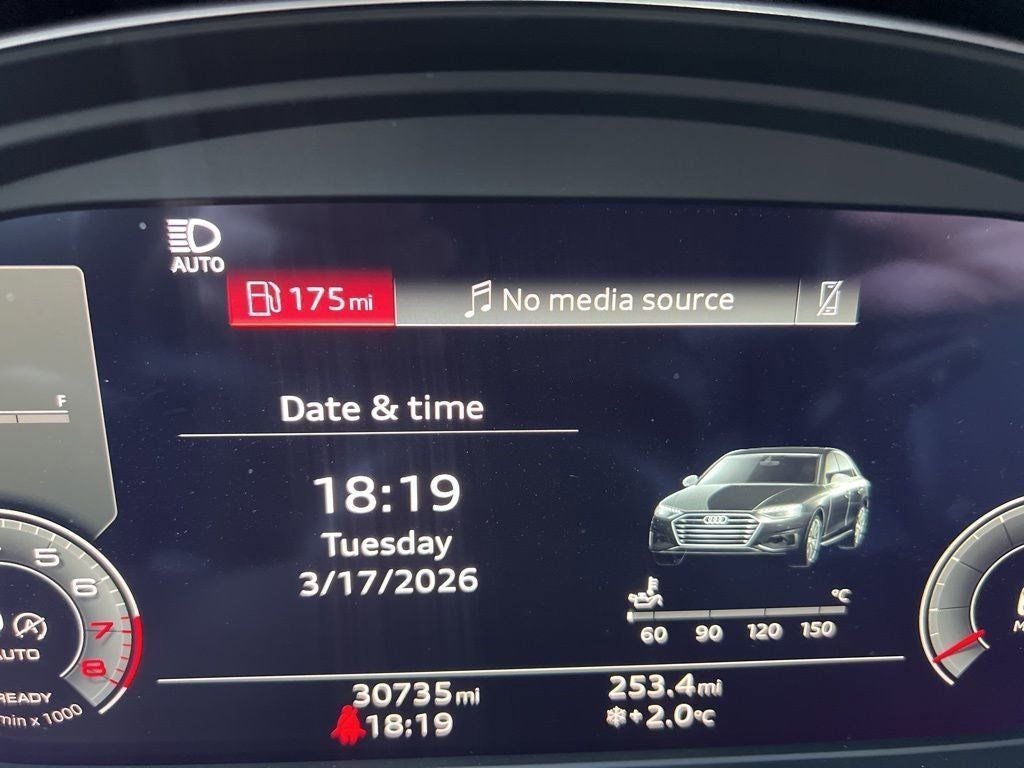 AUTO
175 mi
No media source
F
Date & time
18:19
Tuesday
3/17/2026
5
6
7
8
A
AUTO
READY
min x 1000
°C
60 90 120 150
30735 mi
253.4 mi
18:19
+2.0°C